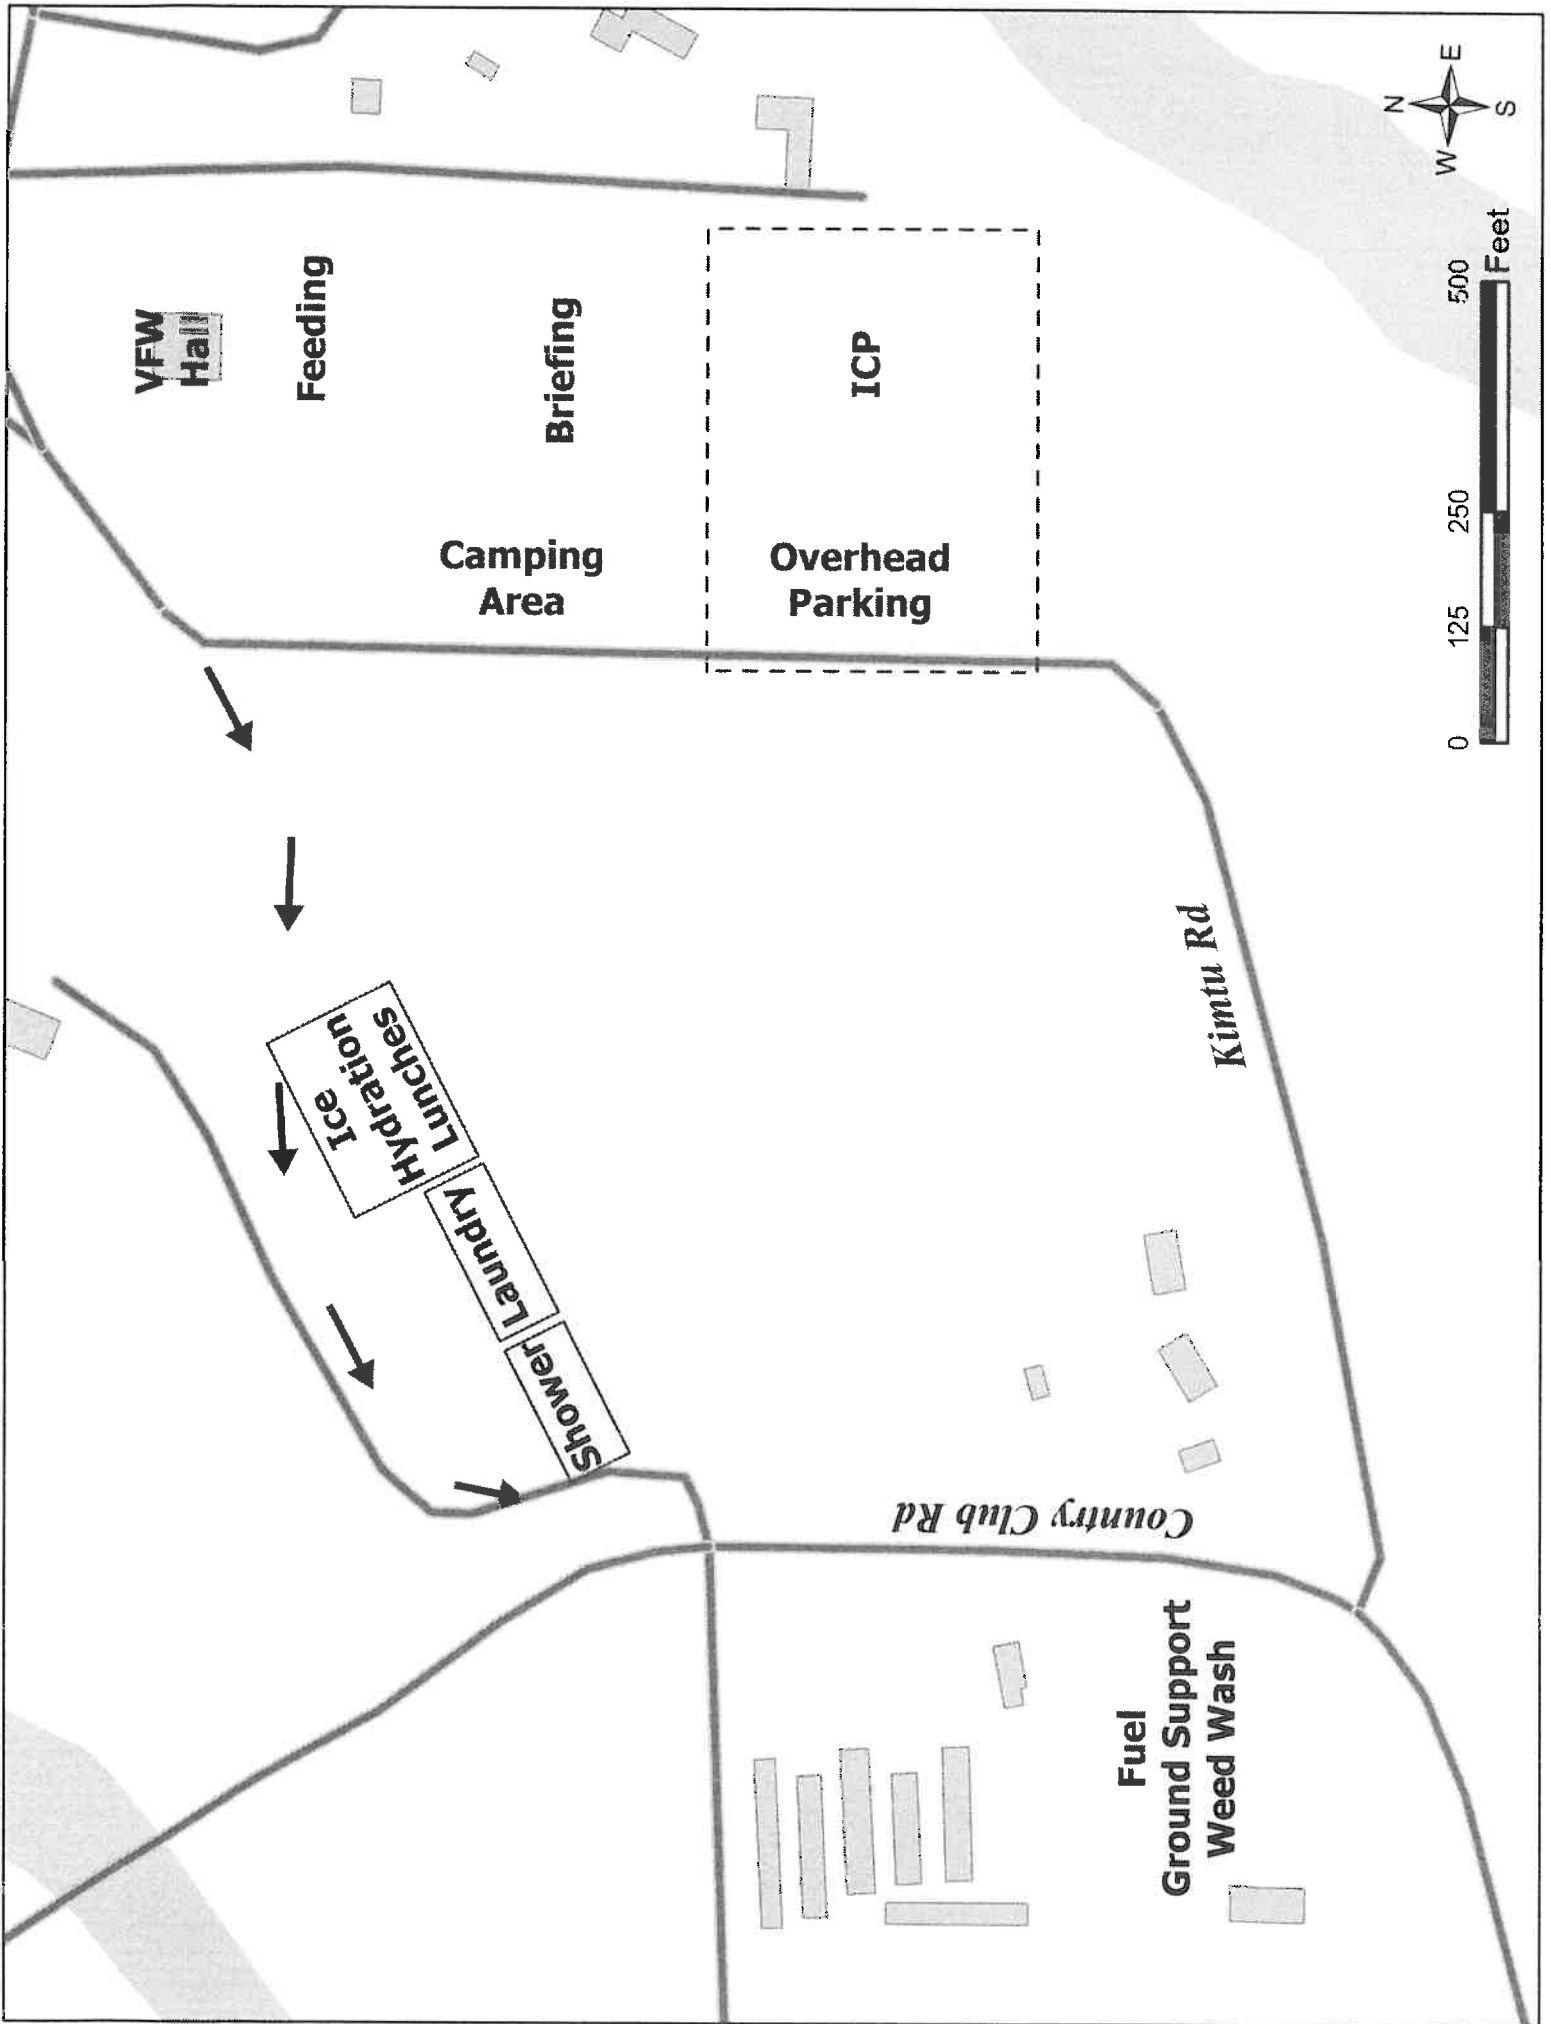 VFW
Hall
Feeding
Briefing
Camping
Area
ICP
Overhead
Parking
Ice
Hydration
Lunches
Laundry
Shower
Kimtu Rd
Country Club Rd
Fuel
Ground Support
Weed Wash
N
W E
S
0 125 250 500
Feet